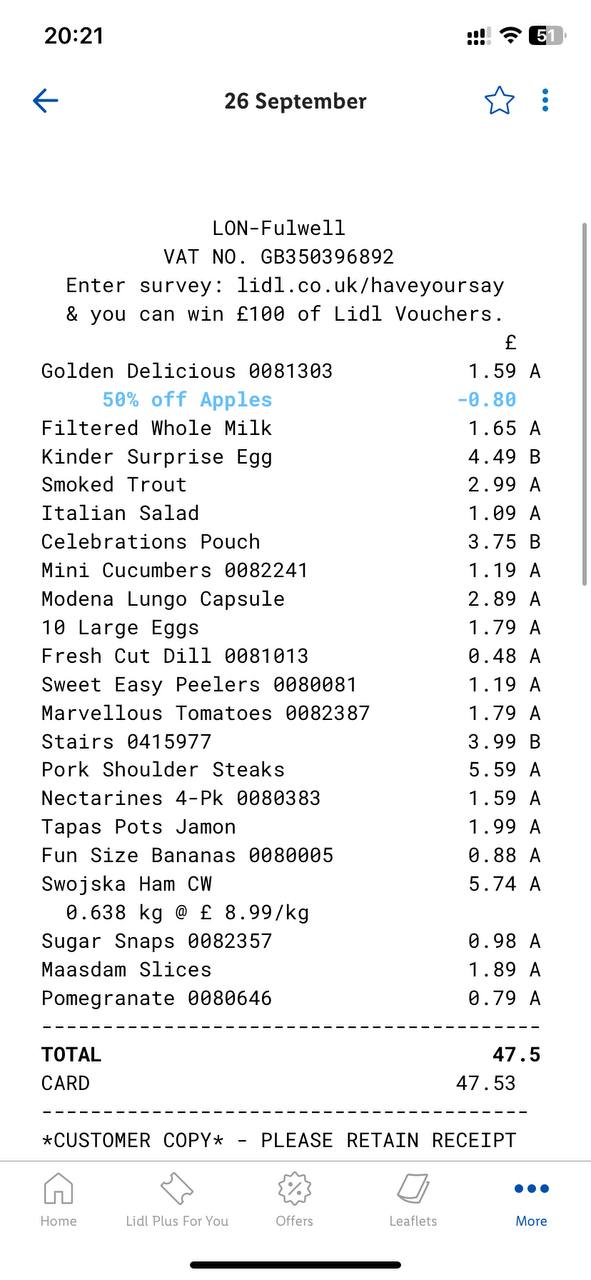 20:21
51
26 September
LON-Fulwell
VAT NO. GB350396892
Enter survey: lidl.co.uk/haveyoursay
& you can win £100 of Lidl Vouchers.
£
Golden Delicious 0081303 1.59 A
50% off Apples -0.80
Filtered Whole Milk 1.65 A
Kinder Surprise Egg 4.49 B
Smoked Trout 2.99 A
Italian Salad 1.09 A
Celebrations Pouch 3.75 B
Mini Cucumbers 0082241 1.19 A
Modena Lungo Capsule 2.89 A
10 Large Eggs 1.79 A
Fresh Cut Dill 0081013 0.48 A
Sweet Easy Peelers 0080081 1.19 A
Marvellous Tomatoes 0082387 1.79 A
Stairs 0415977 3.99 B
Pork Shoulder Steaks 5.59 A
Nectarines 4-Pk 0080383 1.59 A
Tapas Pots Jamon 1.99 A
Fun Size Bananas 0080005 0.88 A
Swojska Ham CW 5.74 A
0.638 kg @ £ 8.99/kg
Sugar Snaps 0082357 0.98 A
Maasdam Slices 1.89 A
Pomegranate 0080646 0.79 A
-----------------------------------------
TOTAL 47.5
CARD 47.53
----------------------------------------
*CUSTOMER COPY* - PLEASE RETAIN RECEIPT
Home Lidl Plus For You Offers Leaflets More